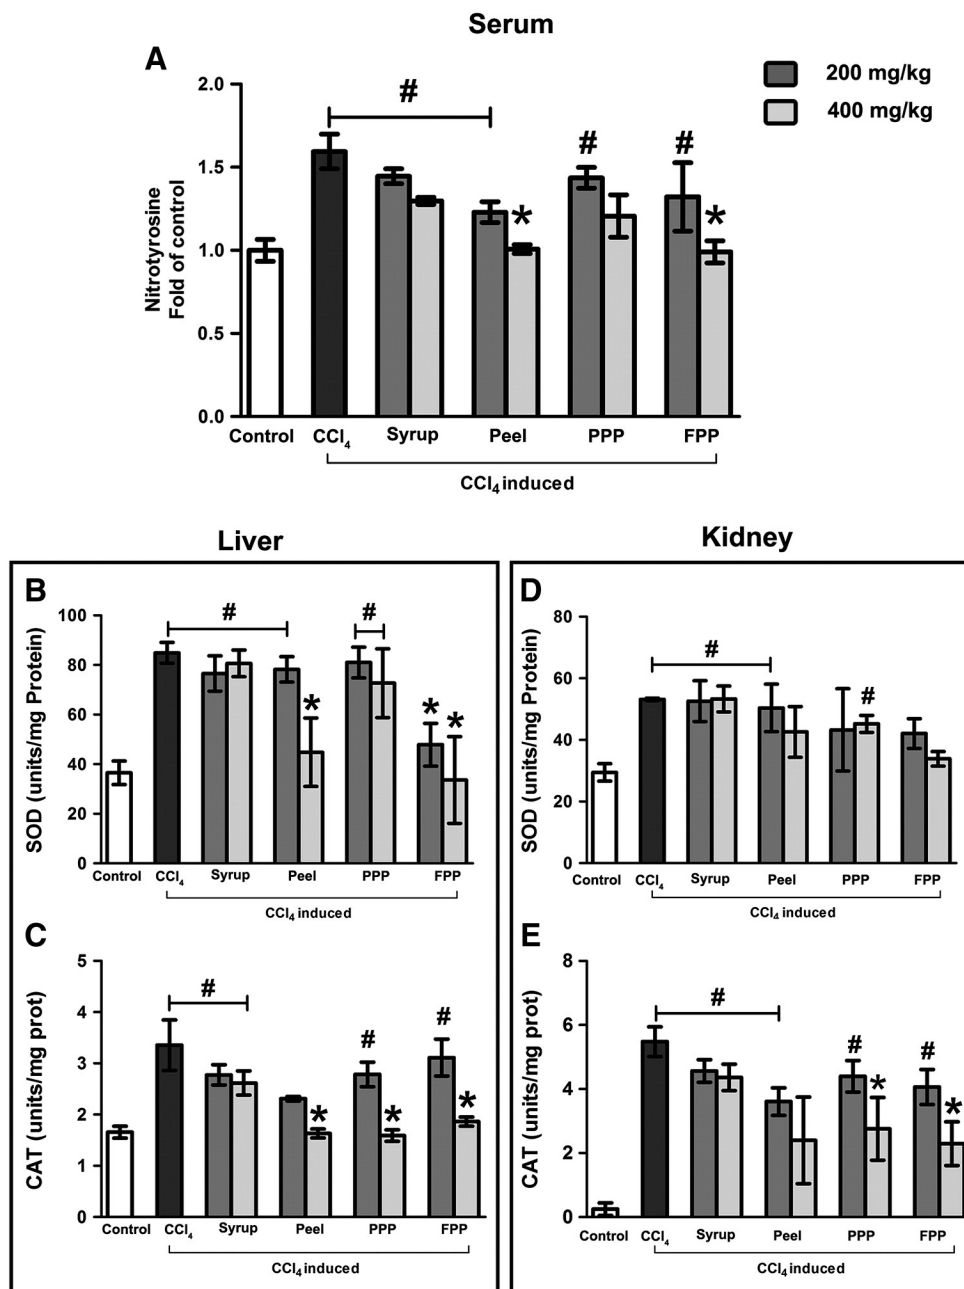 Serum
A
200 mg/kg
400 mg/kg
Nitrotyrosine
Fold of control
2.0
1.5
1.0
0.5
0.0
#
*
#
#
*
Control CCl4 Syrup Peel PPP FPP
CCl4 induced
Liver
B
SOD (units/mg Protein)
100
80
60
40
20
0
#
*
#
*
*
Control CCl4 Syrup Peel PPP FPP
CCl4 induced
C
CAT (units/mg prot)
5
4
3
2
1
0
#
*
#
*
#
*
Control CCl4 Syrup Peel PPP FPP
CCl4 induced
Kidney
D
SOD (units/mg Protein)
80
60
40
20
0
#
#
Control CCl4 Syrup Peel PPP FPP
CCl4 induced
E
CAT (units/mg prot)
8
6
4
2
0
#
#
*
#
*
Control CCl4 Syrup Peel PPP FPP
CCl4 induced